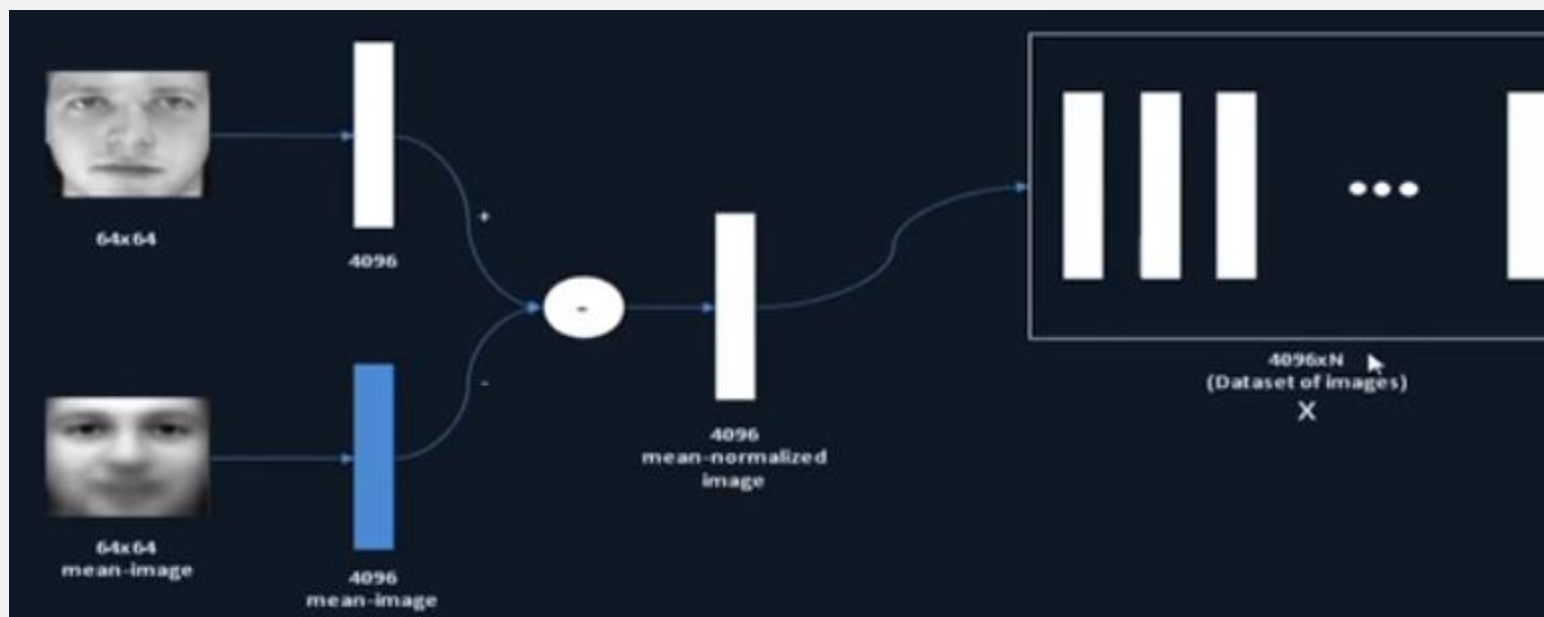 64x64
4096
+
-
-
64x64
mean-image
4096
mean-image
4096
mean-normalized
image
4096xN
(Dataset of images)
X